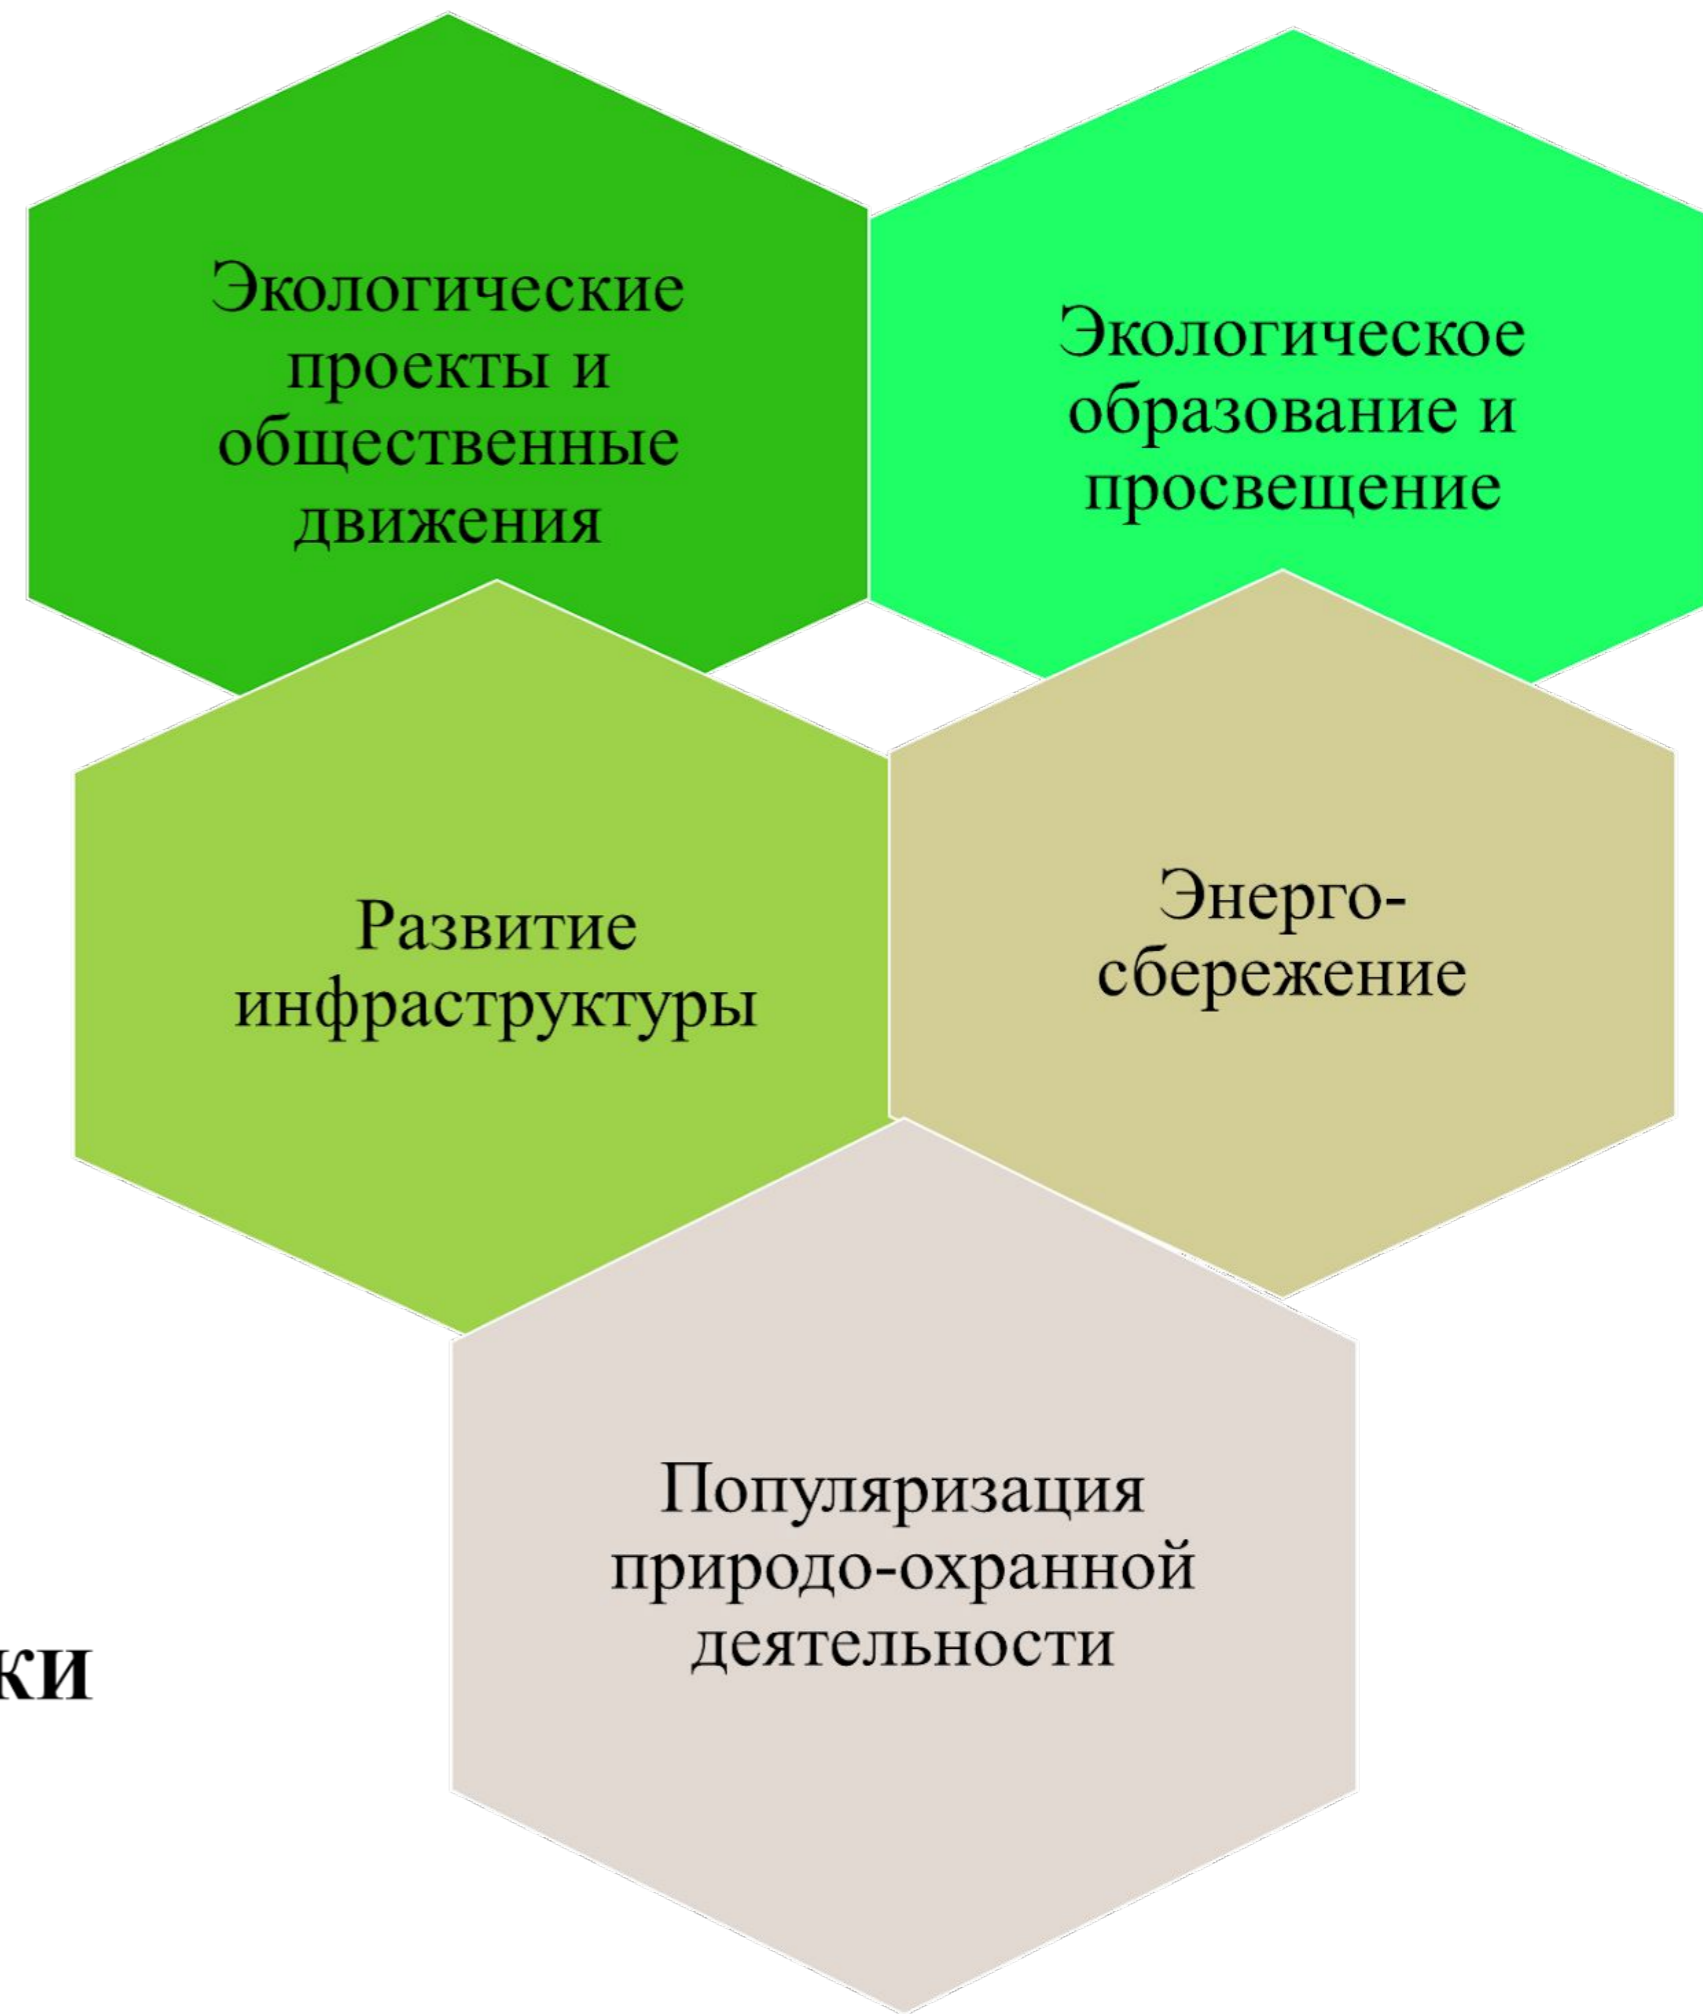 Экологические
проекты и
общественные
движения
Экологическое
образование и
просвещение
Развитие
инфраструктуры
Энерго-
сбережение
Популяризация
природо-охранной
деятельности
ки